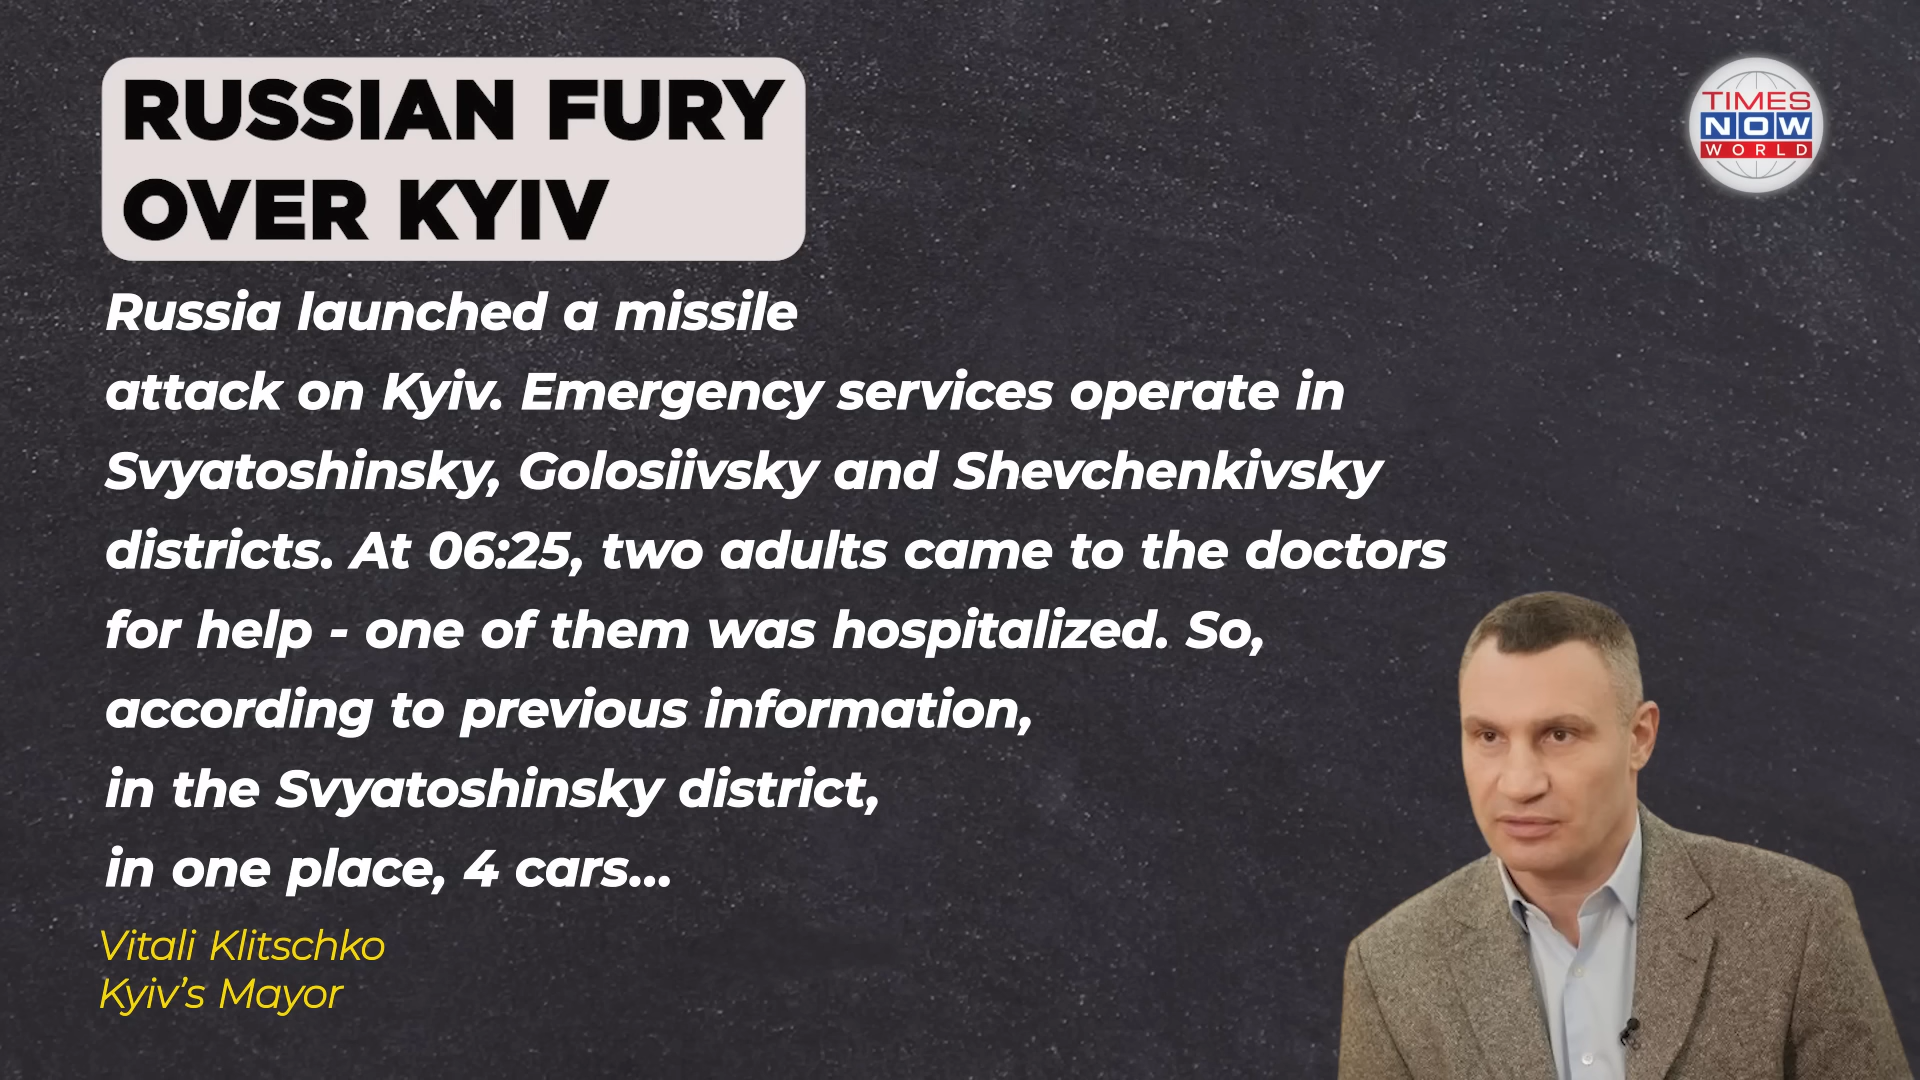 RUSSIAN FURY
OVER KYIV
TIMES
NOW
WORLD
Russia launched a missile
attack on Kyiv. Emergency services operate in
Svyatoshinsky, Golosiivsky and Shevchenkivsky
districts. At 06:25, two adults came to the doctors
for help - one of them was hospitalized. So,
according to previous information,
in the Svyatoshinsky district,
in one place, 4 cars...
Vitali Klitschko
Kyiv’s Mayor